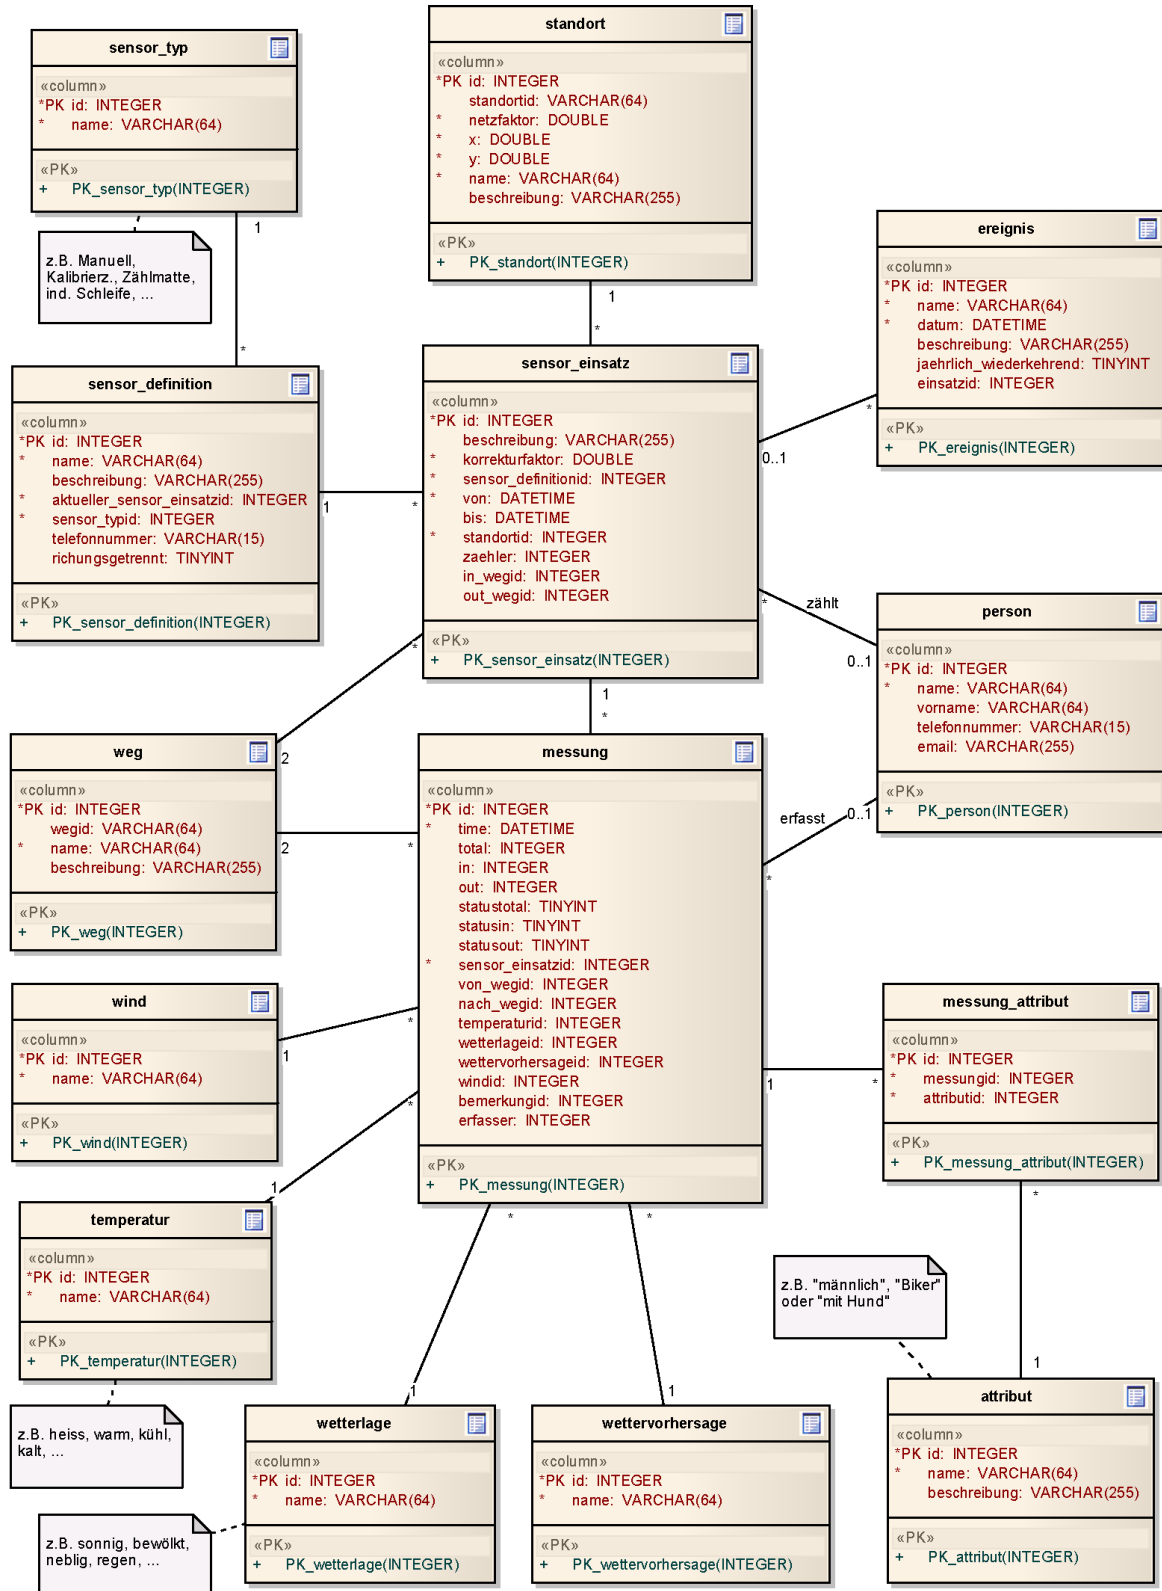 sensor_typ
«column»
*PK id: INTEGER
* name: VARCHAR(64)
«PK»
+ PK_sensor_typ(INTEGER)
1
*
z.B. Manuell,
Kalibrierz., Zählmatte,
ind. Schleife, ...
standort
«column»
*PK id: INTEGER
standortid: VARCHAR(64)
* netzfaktor: DOUBLE
* x: DOUBLE
* y: DOUBLE
* name: VARCHAR(64)
beschreibung: VARCHAR(255)
«PK»
+ PK_standort(INTEGER)
1
*
ereignis
«column»
*PK id: INTEGER
* name: VARCHAR(64)
* datum: DATETIME
beschreibung: VARCHAR(255)
jaehrlich_wiederkehrend: TINYINT
einsatzid: INTEGER
«PK»
+ PK_ereignis(INTEGER)
*
0..1
sensor_definition
«column»
*PK id: INTEGER
* name: VARCHAR(64)
beschreibung: VARCHAR(255)
* aktueller_sensor_einsatzid: INTEGER
* sensor_typid: INTEGER
telefonnummer: VARCHAR(15)
richungsgetrennt: TINYINT
«PK»
+ PK_sensor_definition(INTEGER)
1
*
sensor_einsatz
«column»
*PK id: INTEGER
beschreibung: VARCHAR(255)
* korrekturfaktor: DOUBLE
* sensor_definitionid: INTEGER
* von: DATETIME
bis: DATETIME
* standortid: INTEGER
zaehler: INTEGER
in_wegid: INTEGER
out_wegid: INTEGER
«PK»
+ PK_sensor_einsatz(INTEGER)
*
zählt
0..1
person
«column»
*PK id: INTEGER
* name: VARCHAR(64)
vorname: VARCHAR(64)
telefonnummer: VARCHAR(15)
email: VARCHAR(255)
«PK»
+ PK_person(INTEGER)
0..1
erfasst
*
*
2
1
*
weg
«column»
*PK id: INTEGER
wegid: VARCHAR(64)
* name: VARCHAR(64)
beschreibung: VARCHAR(255)
«PK»
+ PK_weg(INTEGER)
2
*
messung
«column»
*PK id: INTEGER
* time: DATETIME
total: INTEGER
in: INTEGER
out: INTEGER
statustotal: TINYINT
statusin: TINYINT
statusout: TINYINT
* sensor_einsatzid: INTEGER
von_wegid: INTEGER
nach_wegid: INTEGER
temperaturid: INTEGER
wetterlageid: INTEGER
wettervorhersageid: INTEGER
windid: INTEGER
bemerkungid: INTEGER
erfasser: INTEGER
«PK»
+ PK_messung(INTEGER)
wind
«column»
*PK id: INTEGER
* name: VARCHAR(64)
«PK»
+ PK_wind(INTEGER)
1
*
messung_attribut
«column»
*PK id: INTEGER
* messungid: INTEGER
* attributid: INTEGER
«PK»
+ PK_messung_attribut(INTEGER)
1
*
*
1
temperatur
«column»
*PK id: INTEGER
* name: VARCHAR(64)
«PK»
+ PK_temperatur(INTEGER)
1
*
z.B. heiss, warm, kühl,
kalt, ...
*
1
*
1
z.B. "männlich", "Biker"
oder "mit Hund"
wetterlage
«column»
*PK id: INTEGER
* name: VARCHAR(64)
«PK»
+ PK_wetterlage(INTEGER)
z.B. sonnig, bewölkt,
neblig, regen, ...
wettervorhersage
«column»
*PK id: INTEGER
* name: VARCHAR(64)
«PK»
+ PK_wettervorhersage(INTEGER)
attribut
«column»
*PK id: INTEGER
* name: VARCHAR(64)
beschreibung: VARCHAR(255)
«PK»
+ PK_attribut(INTEGER)